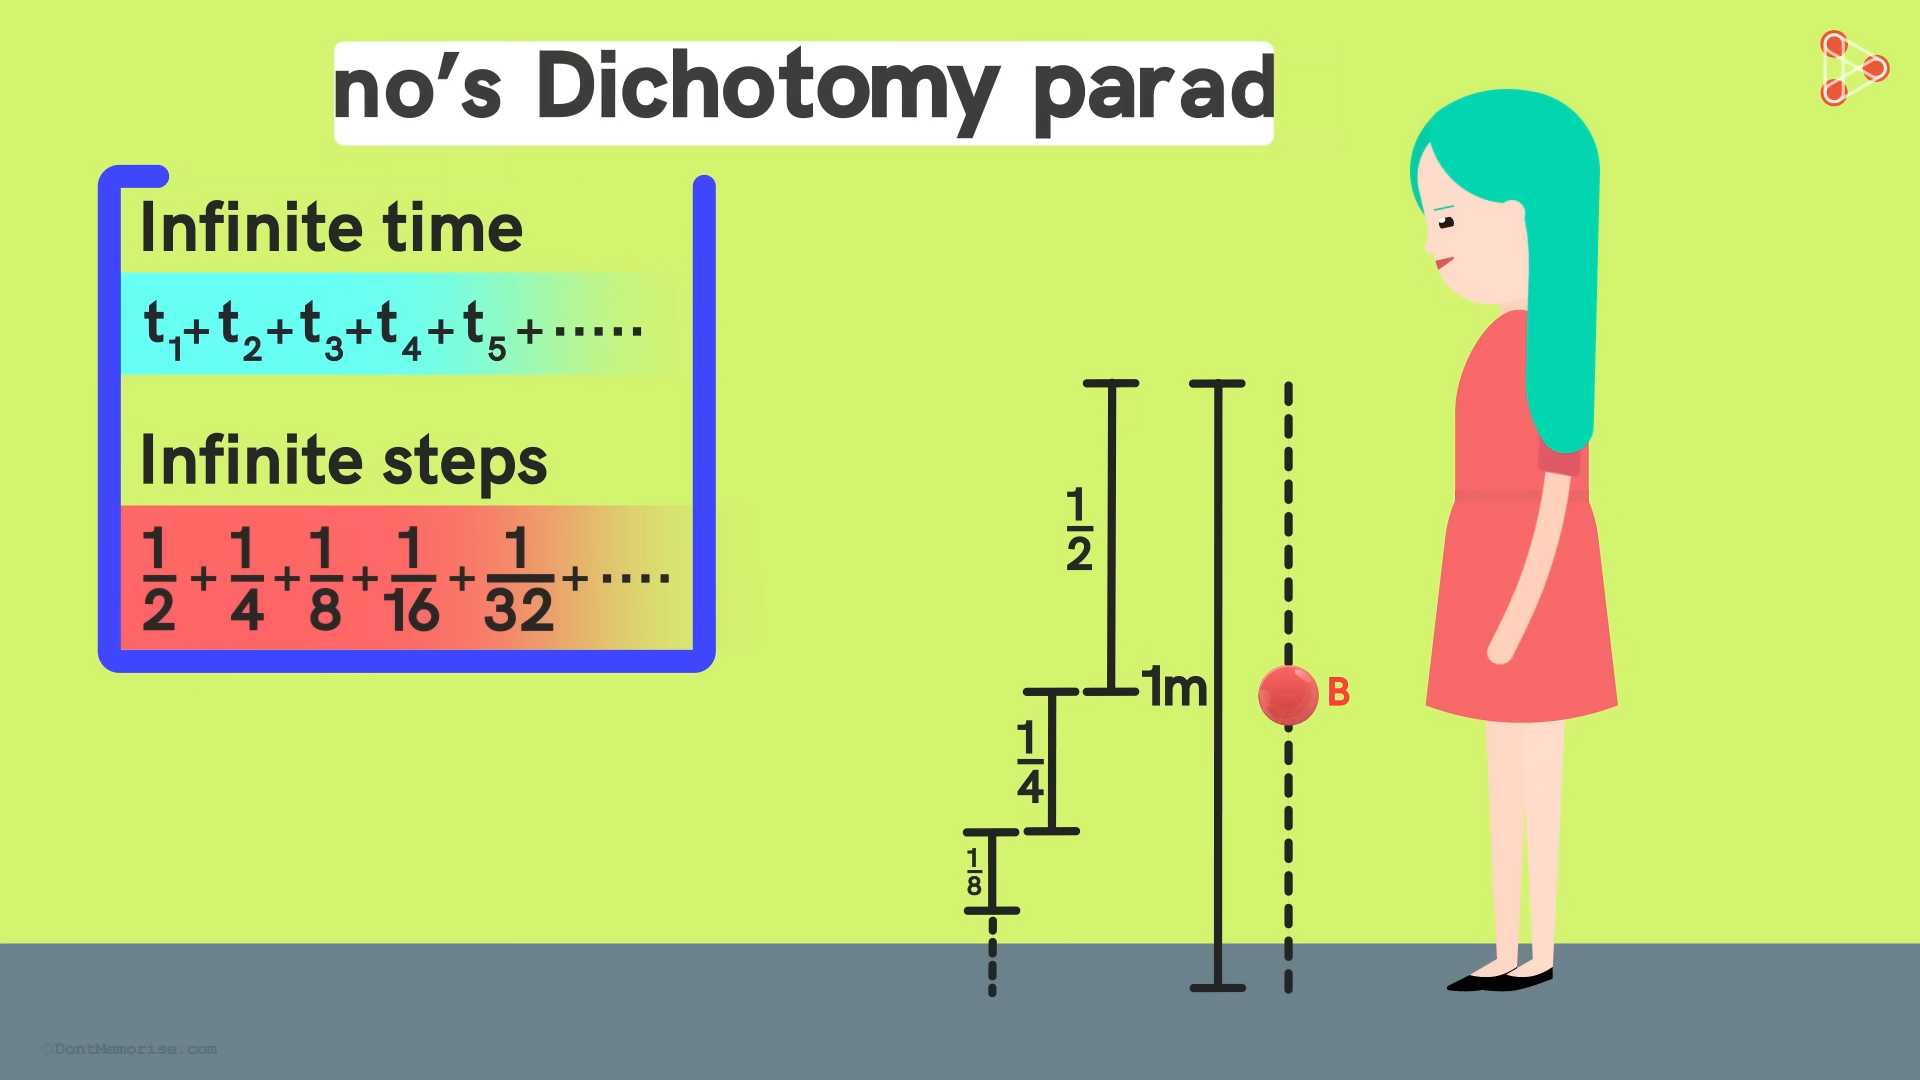 no’s Dichotomy parad
Infinite time
t₁+ t₂+ t₃+ t₄+ t₅ + ·····
Infinite steps
1/2 + 1/4 + 1/8 + 1/16 + 1/32 + ····
1/2
1m
B
1/4
1/8
©DontMemorise.com